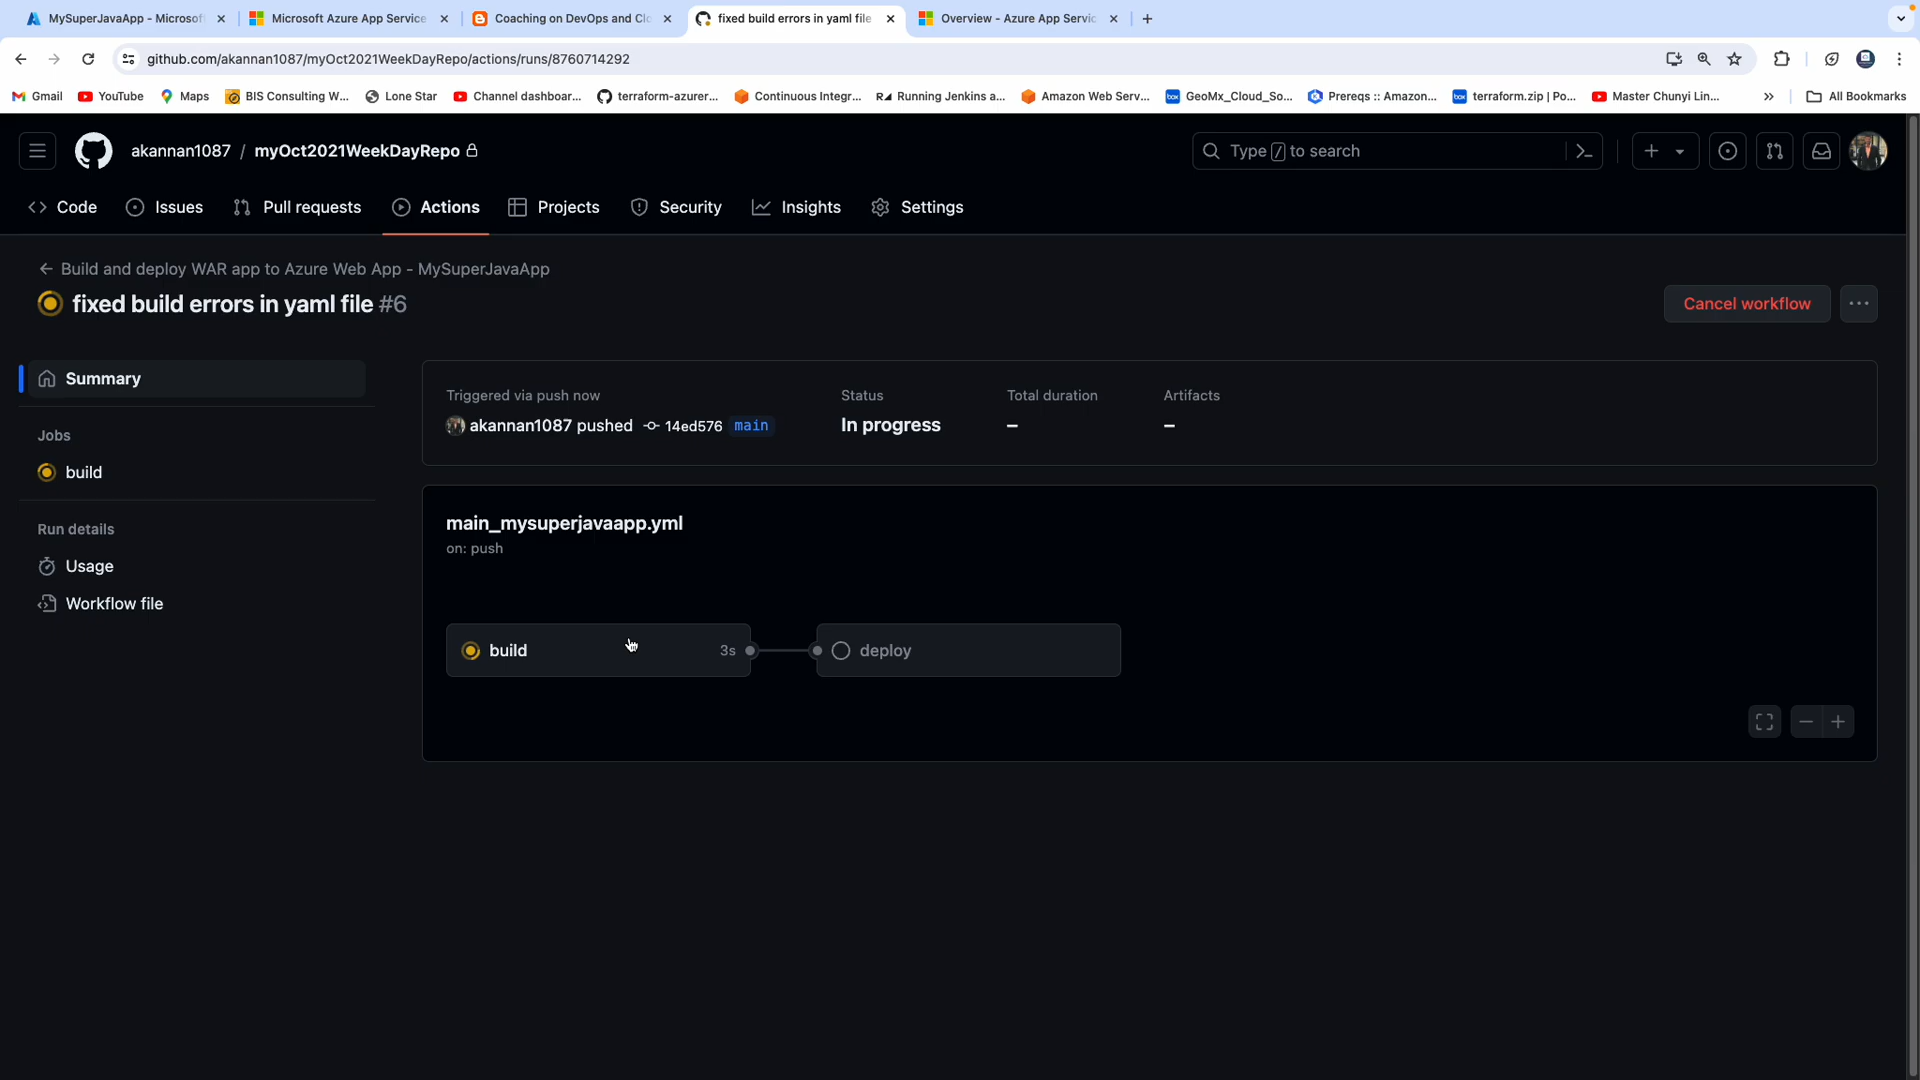 MySuperJavaApp - Microsof
Microsoft Azure App Service
Coaching on DevOps and Clo
fixed build errors in yaml file
Overview - Azure App Servic
github.com/akannan1087/myOct2021WeekDayRepo/actions/runs/8760714292
Gmail
YouTube
Maps
BIS Consulting W...
Lone Star
Channel dashboar...
terraform-azurer...
Continuous Integr...
Running Jenkins a...
Amazon Web Serv...
GeoMx_Cloud_So...
Prereqs :: Amazon...
terraform.zip | Po...
Master Chunyi Lin...
»
All Bookmarks
akannan1087 / myOct2021WeekDayRepo
Type / to search
Code
Issues
Pull requests
Actions
Projects
Security
Insights
Settings
Build and deploy WAR app to Azure Web App - MySuperJavaApp
fixed build errors in yaml file #6
Cancel workflow
Summary
Jobs
build
Run details
Usage
Workflow file
Triggered via push now
akannan1087 pushed 14ed576 main
Status
In progress
Total duration
–
Artifacts
–
main_mysuperjavaapp.yml
on: push
build 3s
deploy